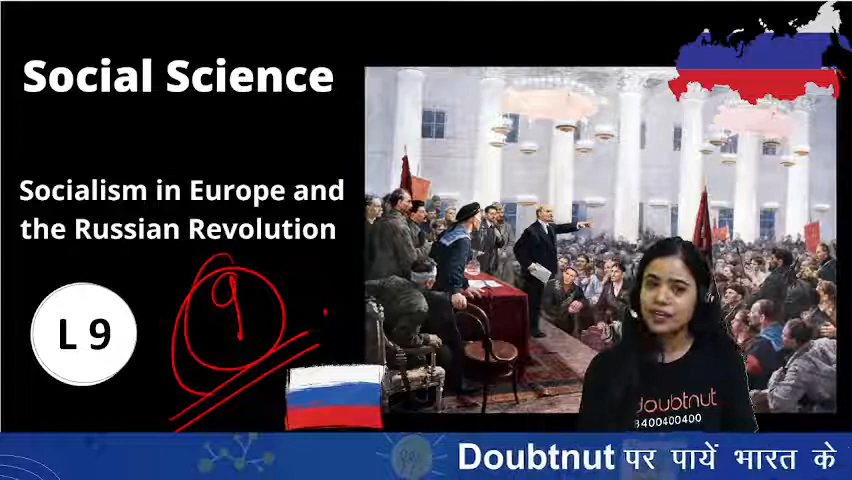 Social Science
Socialism in Europe and
the Russian Revolution
L 9
9
doubtnut
8400400400
Doubtnut पर पायें भारत के